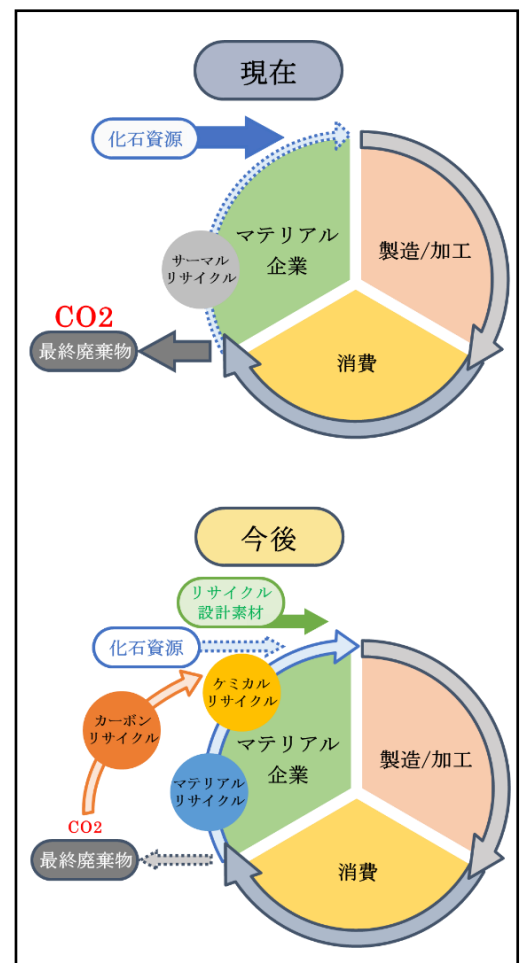 現在
化石資源
マテリアル
企業
製造/加工
サーマル
リサイクル
CO2
最終廃棄物
消費
今後
リサイクル
設計素材
化石資源
ケミカル
リサイクル
カーボン
リサイクル
マテリアル
企業
製造/加工
マテリアル
リサイクル
CO2
最終廃棄物
消費